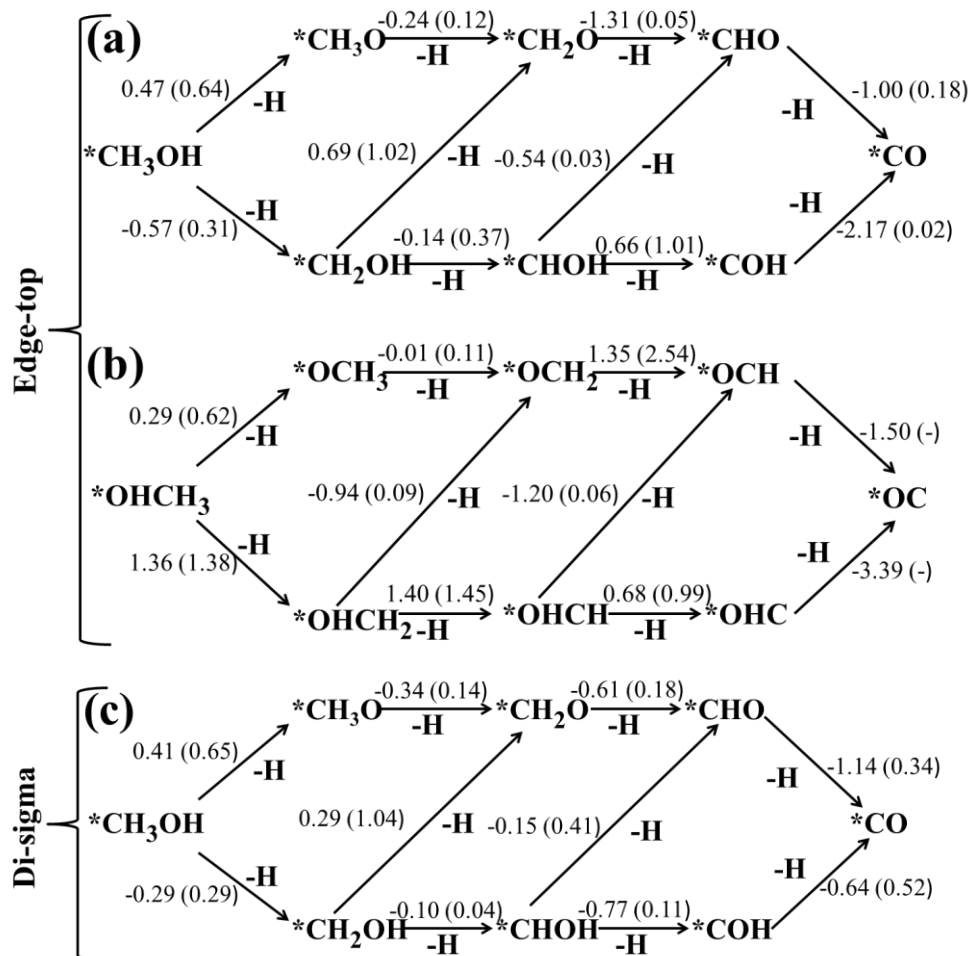 Edge-top
(a)
*CH₃O -0.24 (0.12) -H *CH₂O -1.31 (0.05) -H *CHO
0.47 (0.64) -H
-1.00 (0.18) -H
*CH₃OH
0.69 (1.02) -H
-0.54 (0.03) -H
*CO
-0.57 (0.31) -H
-2.17 (0.02) -H
*CH₂OH -0.14 (0.37) -H *CHOH 0.66 (1.01) -H *COH
(b)
*OCH₃ -0.01 (0.11) -H *OCH₂ 1.35 (2.54) -H *OCH
0.29 (0.62) -H
-1.50 (-) -H
*OHCH₃
-0.94 (0.09) -H
-1.20 (0.06) -H
*OC
1.36 (1.38) -H
-3.39 (-) -H
*OHCH₂ 1.40 (1.45) -H *OHCH 0.68 (0.99) -H *OHC
Di-sigma
(c)
*CH₃O -0.34 (0.14) -H *CH₂O -0.61 (0.18) -H *CHO
0.41 (0.65) -H
-1.14 (0.34) -H
*CH₃OH
0.29 (1.04) -H
-0.15 (0.41) -H
*CO
-0.29 (0.29) -H
-0.64 (0.52) -H
*CH₂OH -0.10 (0.04) -H *CHOH -0.77 (0.11) -H *COH